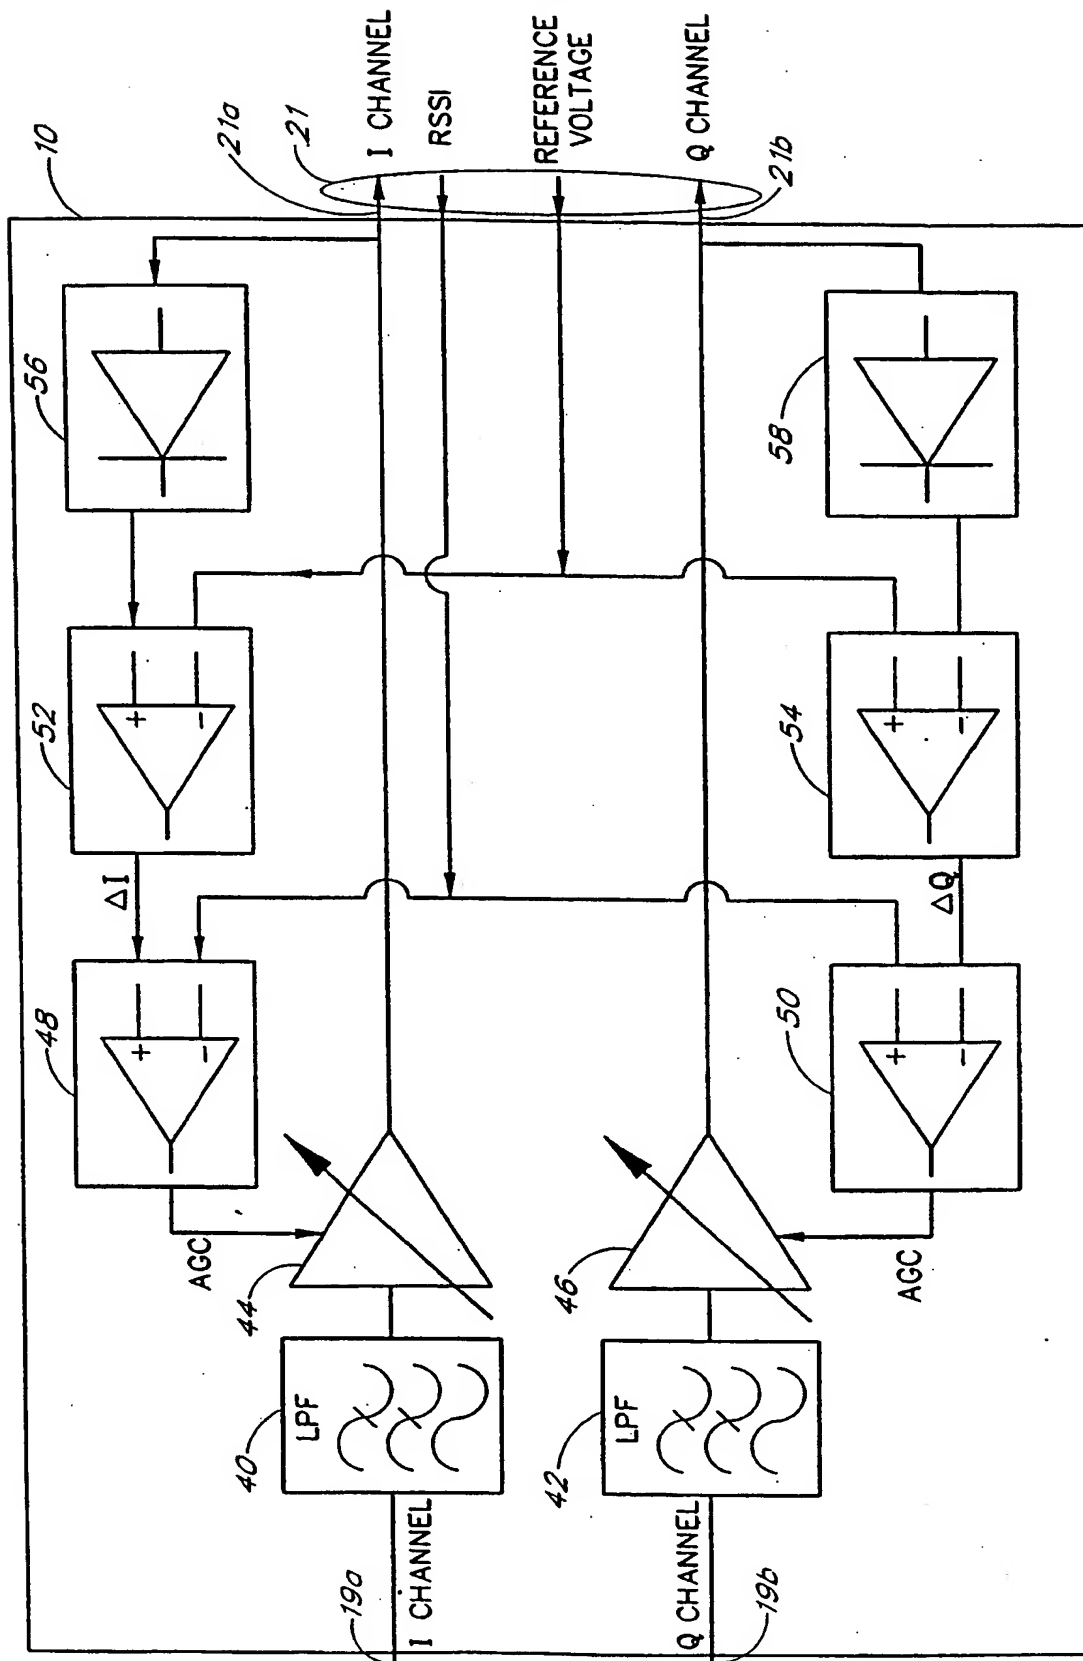 10
21a
21
I CHANNEL
RSSI
REFERENCE
VOLTAGE
Q CHANNEL
21b
56
58
52
+
-
54
+
-
ΔI
ΔQ
48
+
-
50
+
-
AGC
44
46
AGC
40
LPF
42
LPF
19a
I CHANNEL
Q CHANNEL
19b